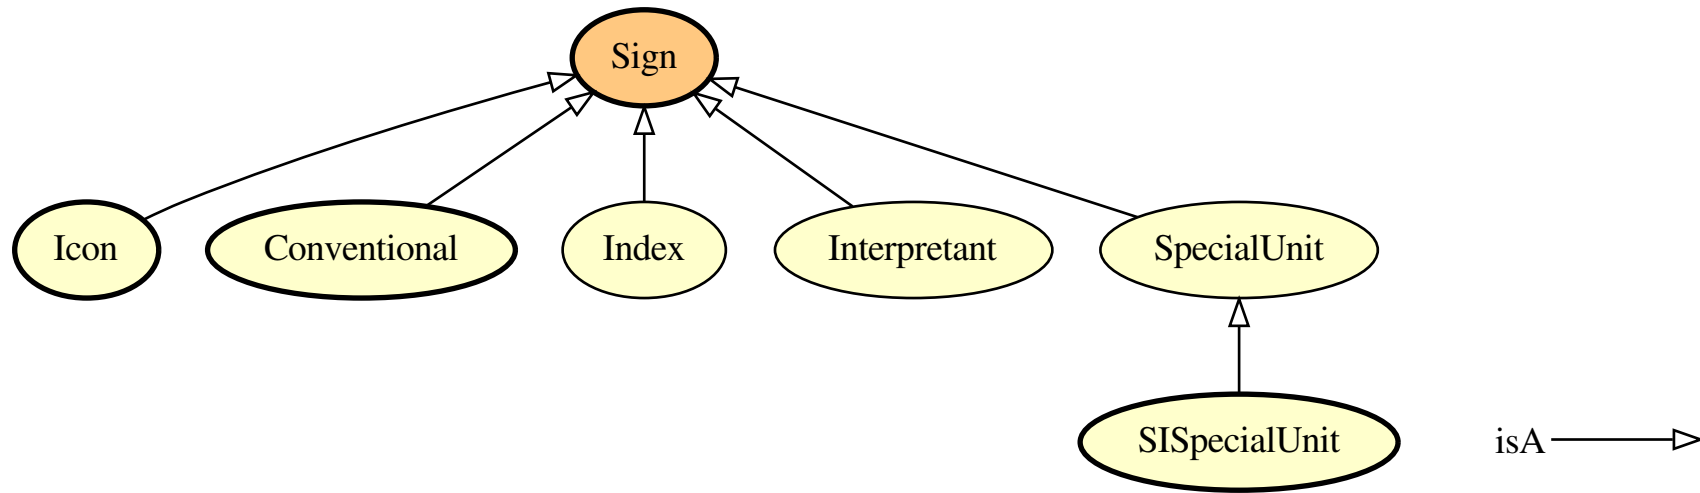 Sign
Icon
Conventional
Index
Interpretant
SpecialUnit
SISpecialUnit
isA